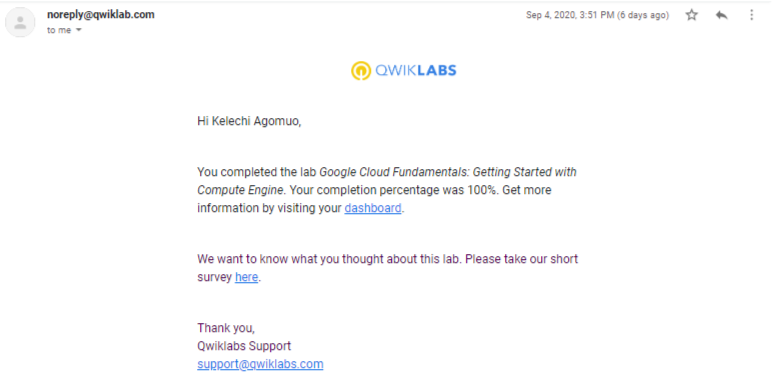 noreply@qwiklab.com
Sep 4, 2020, 3:51 PM (6 days ago)
to me
QWIKLABS
Hi Kelechi Agomuo,
You completed the lab Google Cloud Fundamentals: Getting Started with
Compute Engine. Your completion percentage was 100%. Get more
information by visiting your dashboard.
We want to know what you thought about this lab. Please take our short
survey here.
Thank you,
Qwiklabs Support
support@qwiklabs.com